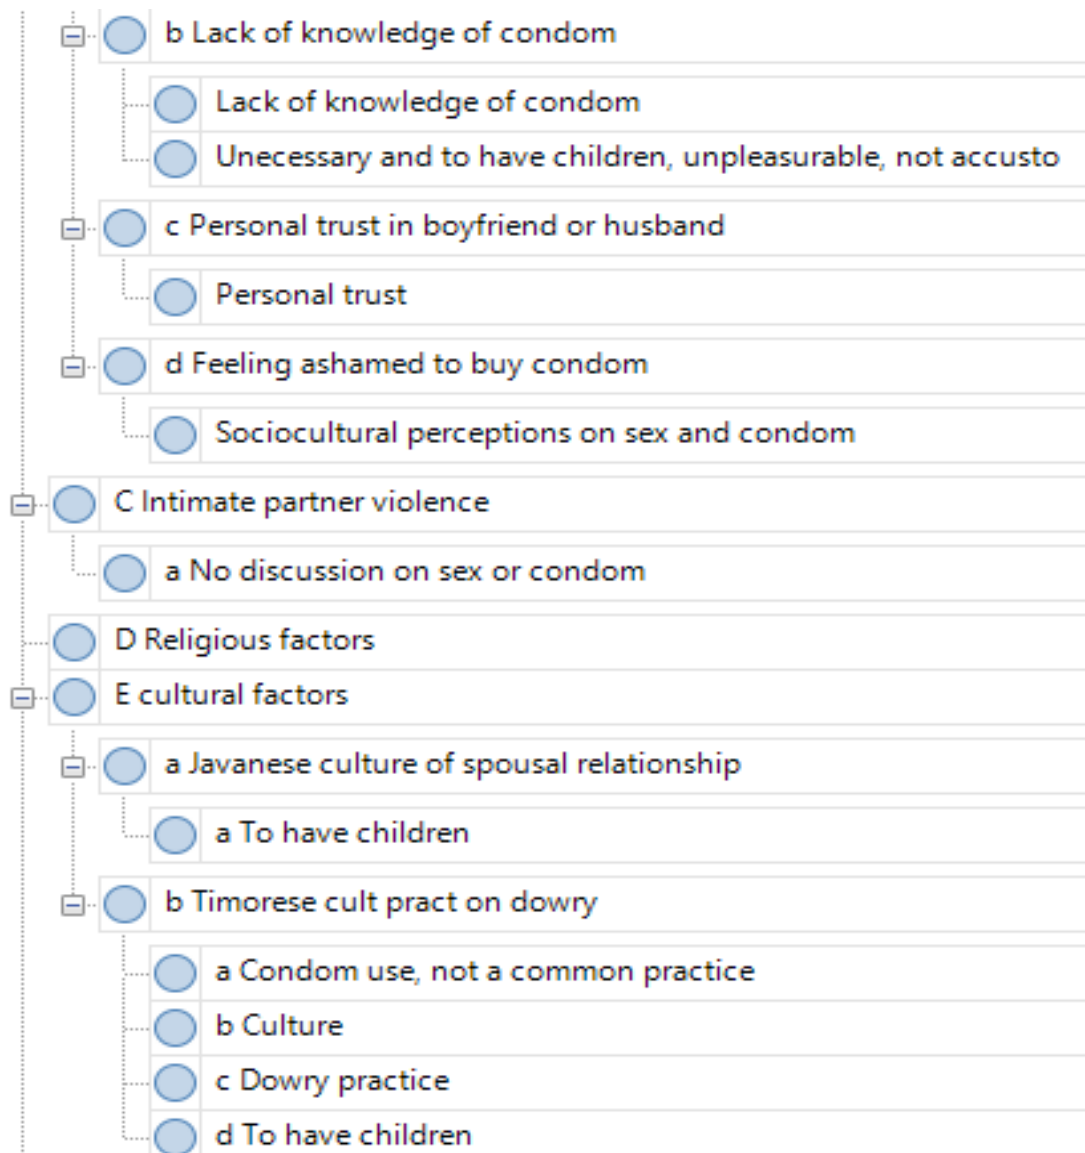 b Lack of knowledge of condom
Lack of knowledge of condom
Unecessary and to have children, unpleasurable, not accusto
c Personal trust in boyfriend or husband
Personal trust
d Feeling ashamed to buy condom
Sociocultural perceptions on sex and condom
C Intimate partner violence
a No discussion on sex or condom
D Religious factors
E cultural factors
a Javanese culture of spousal relationship
a To have children
b Timorese cult pract on dowry
a Condom use, not a common practice
b Culture
c Dowry practice
d To have children